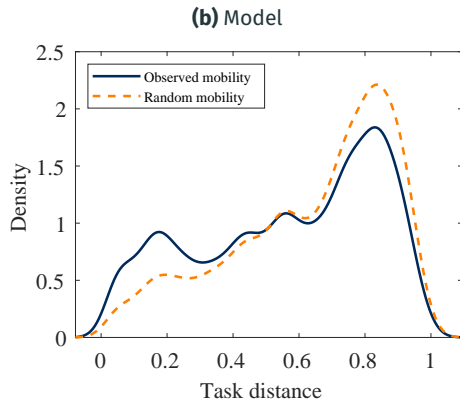 (b) Model
2.5
2
1.5
1
0.5
0
Density
Observed mobility
Random mobility
0 0.2 0.4 0.6 0.8 1
Task distance